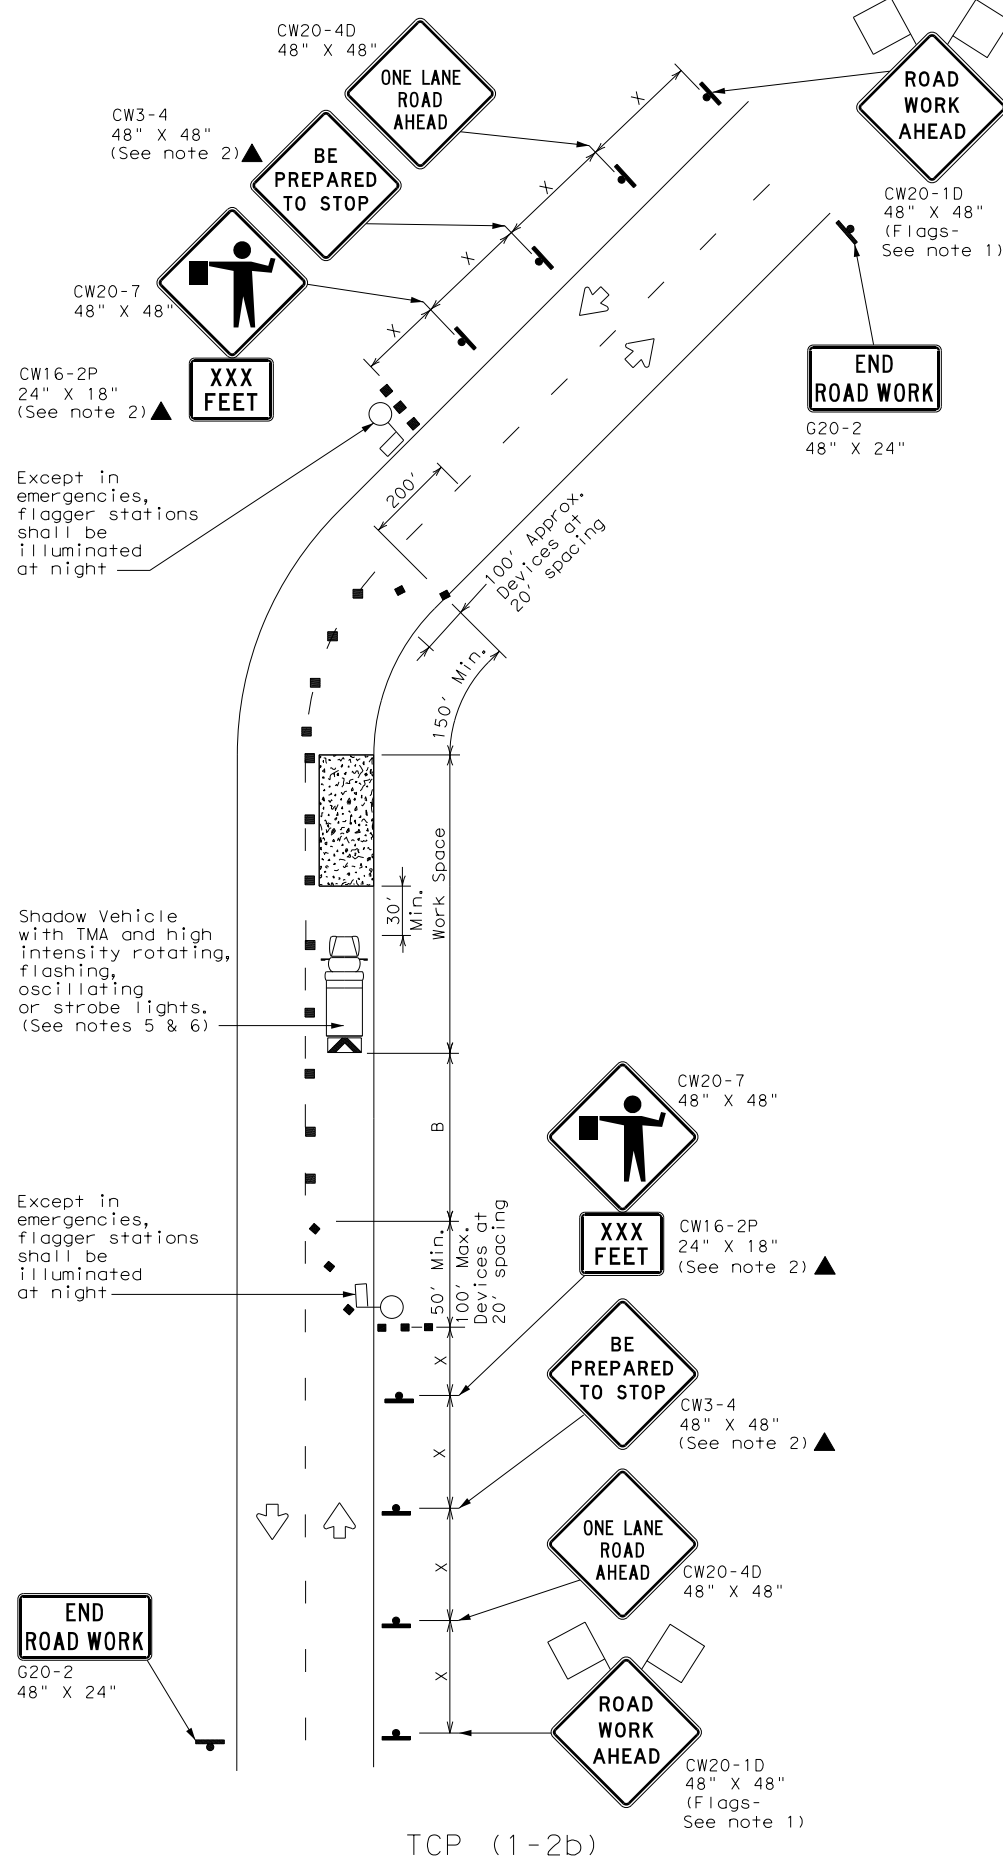 CW20-4D
48" X 48"
ONE LANE
ROAD
AHEAD
ROAD
WORK
AHEAD
CW20-1D
48" X 48"
(Flags-
See note 1)
CW3-4
48" X 48"
(See note 2)
BE
PREPARED
TO STOP
CW20-7
48" X 48"
CW16-2P
24" X 18"
(See note 2)
XXX
FEET
X
X
X
X
END
ROAD WORK
G20-2
48" X 24"
Except in
emergencies,
flagger stations
shall be
illuminated
at night
200'
100' Approx.
Devices at
20' spacing
150' Min.
Work Space
30'
Min.
Shadow Vehicle
with TMA and high
intensity rotating,
flashing,
oscillating
or strobe lights.
(See notes 5 & 6)
B
CW20-7
48" X 48"
XXX
FEET
CW16-2P
24" X 18"
(See note 2)
Except in
emergencies,
flagger stations
shall be
illuminated
at night
50' Min.
100' Max.
Devices at
20' spacing
X
X
X
X
BE
PREPARED
TO STOP
CW3-4
48" X 48"
(See note 2)
ONE LANE
ROAD
AHEAD
CW20-4D
48" X 48"
END
ROAD WORK
G20-2
48" X 24"
ROAD
WORK
AHEAD
CW20-1D
48" X 48"
(Flags-
See note 1)
TCP (1-2b)